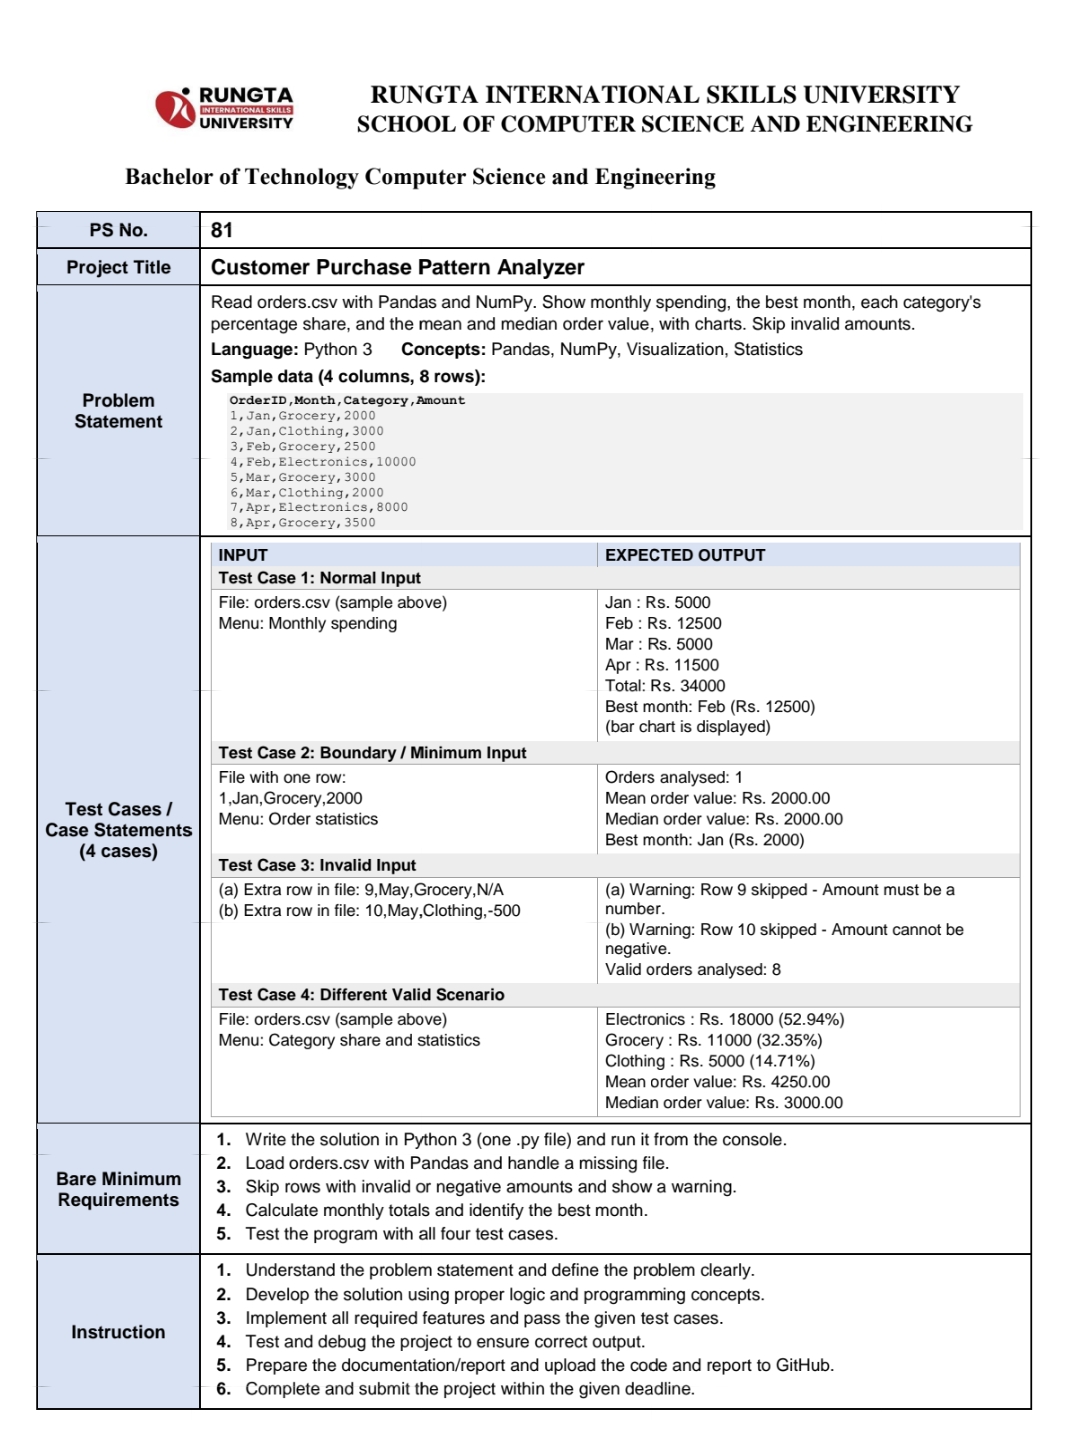 RUNGTA
INTERNATIONAL SKILLS
UNIVERSITY
RUNGTA INTERNATIONAL SKILLS UNIVERSITY
SCHOOL OF COMPUTER SCIENCE AND ENGINEERING
Bachelor of Technology Computer Science and Engineering
PS No.
81
Project Title
Customer Purchase Pattern Analyzer
Problem
Statement
Read orders.csv with Pandas and NumPy. Show monthly spending, the best month, each category's
percentage share, and the mean and median order value, with charts. Skip invalid amounts.
Language: Python 3 Concepts: Pandas, NumPy, Visualization, Statistics
Sample data (4 columns, 8 rows):
OrderID,Month,Category,Amount
1,Jan,Grocery,2000
2,Jan,Clothing,3000
3,Feb,Grocery,2500
4,Feb,Electronics,10000
5,Mar,Grocery,3000
6,Mar,Clothing,2000
7,Apr,Electronics,8000
8,Apr,Grocery,3500
Test Cases /
Case Statements
(4 cases)
INPUT
EXPECTED OUTPUT
Test Case 1: Normal Input
File: orders.csv (sample above)
Menu: Monthly spending
Jan : Rs. 5000
Feb : Rs. 12500
Mar : Rs. 5000
Apr : Rs. 11500
Total: Rs. 34000
Best month: Feb (Rs. 12500)
(bar chart is displayed)
Test Case 2: Boundary / Minimum Input
File with one row:
1,Jan,Grocery,2000
Menu: Order statistics
Orders analysed: 1
Mean order value: Rs. 2000.00
Median order value: Rs. 2000.00
Best month: Jan (Rs. 2000)
Test Case 3: Invalid Input
(a) Extra row in file: 9,May,Grocery,N/A
(b) Extra row in file: 10,May,Clothing,-500
(a) Warning: Row 9 skipped - Amount must be a
number.
(b) Warning: Row 10 skipped - Amount cannot be
negative.
Valid orders analysed: 8
Test Case 4: Different Valid Scenario
File: orders.csv (sample above)
Menu: Category share and statistics
Electronics : Rs. 18000 (52.94%)
Grocery : Rs. 11000 (32.35%)
Clothing : Rs. 5000 (14.71%)
Mean order value: Rs. 4250.00
Median order value: Rs. 3000.00
Bare Minimum
Requirements
1. Write the solution in Python 3 (one .py file) and run it from the console.
2. Load orders.csv with Pandas and handle a missing file.
3. Skip rows with invalid or negative amounts and show a warning.
4. Calculate monthly totals and identify the best month.
5. Test the program with all four test cases.
Instruction
1. Understand the problem statement and define the problem clearly.
2. Develop the solution using proper logic and programming concepts.
3. Implement all required features and pass the given test cases.
4. Test and debug the project to ensure correct output.
5. Prepare the documentation/report and upload the code and report to GitHub.
6. Complete and submit the project within the given deadline.